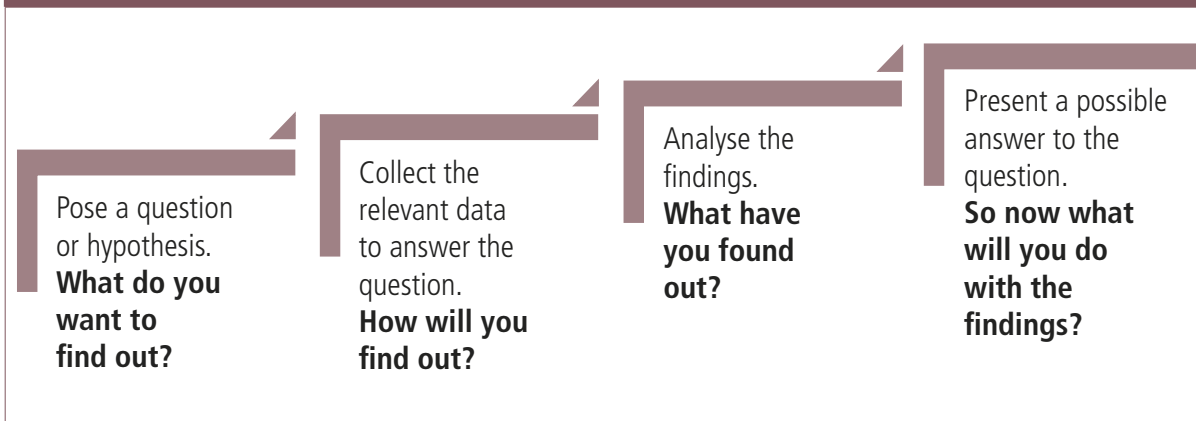 Pose a question
or hypothesis.
What do you
want to
find out?
Collect the
relevant data
to answer the
question.
How will you
find out?
Analyse the
findings.
What have
you found
out?
Present a possible
answer to the
question.
So now what
will you do
with the
findings?